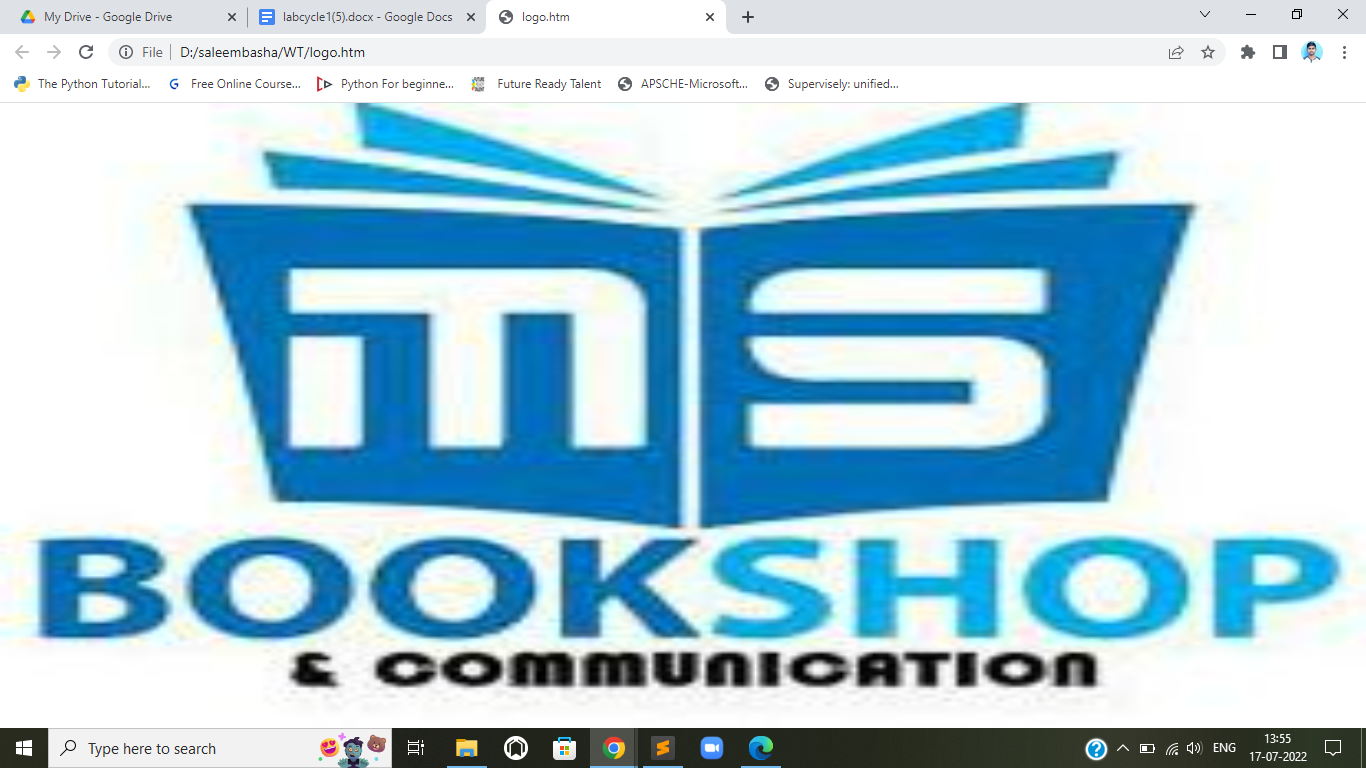 My Drive - Google Drive
labcycle1(5).docx - Google Docs
logo.htm
File
D:/saleembasha/WT/logo.htm
The Python Tutorial...
Free Online Course...
Python For beginne...
Future Ready Talent
APSCHE-Microsoft...
Supervisely: unified...
ms
BOOKSHOP
& COMMUNICATION
Type here to search
ENG
13:55
17-07-2022